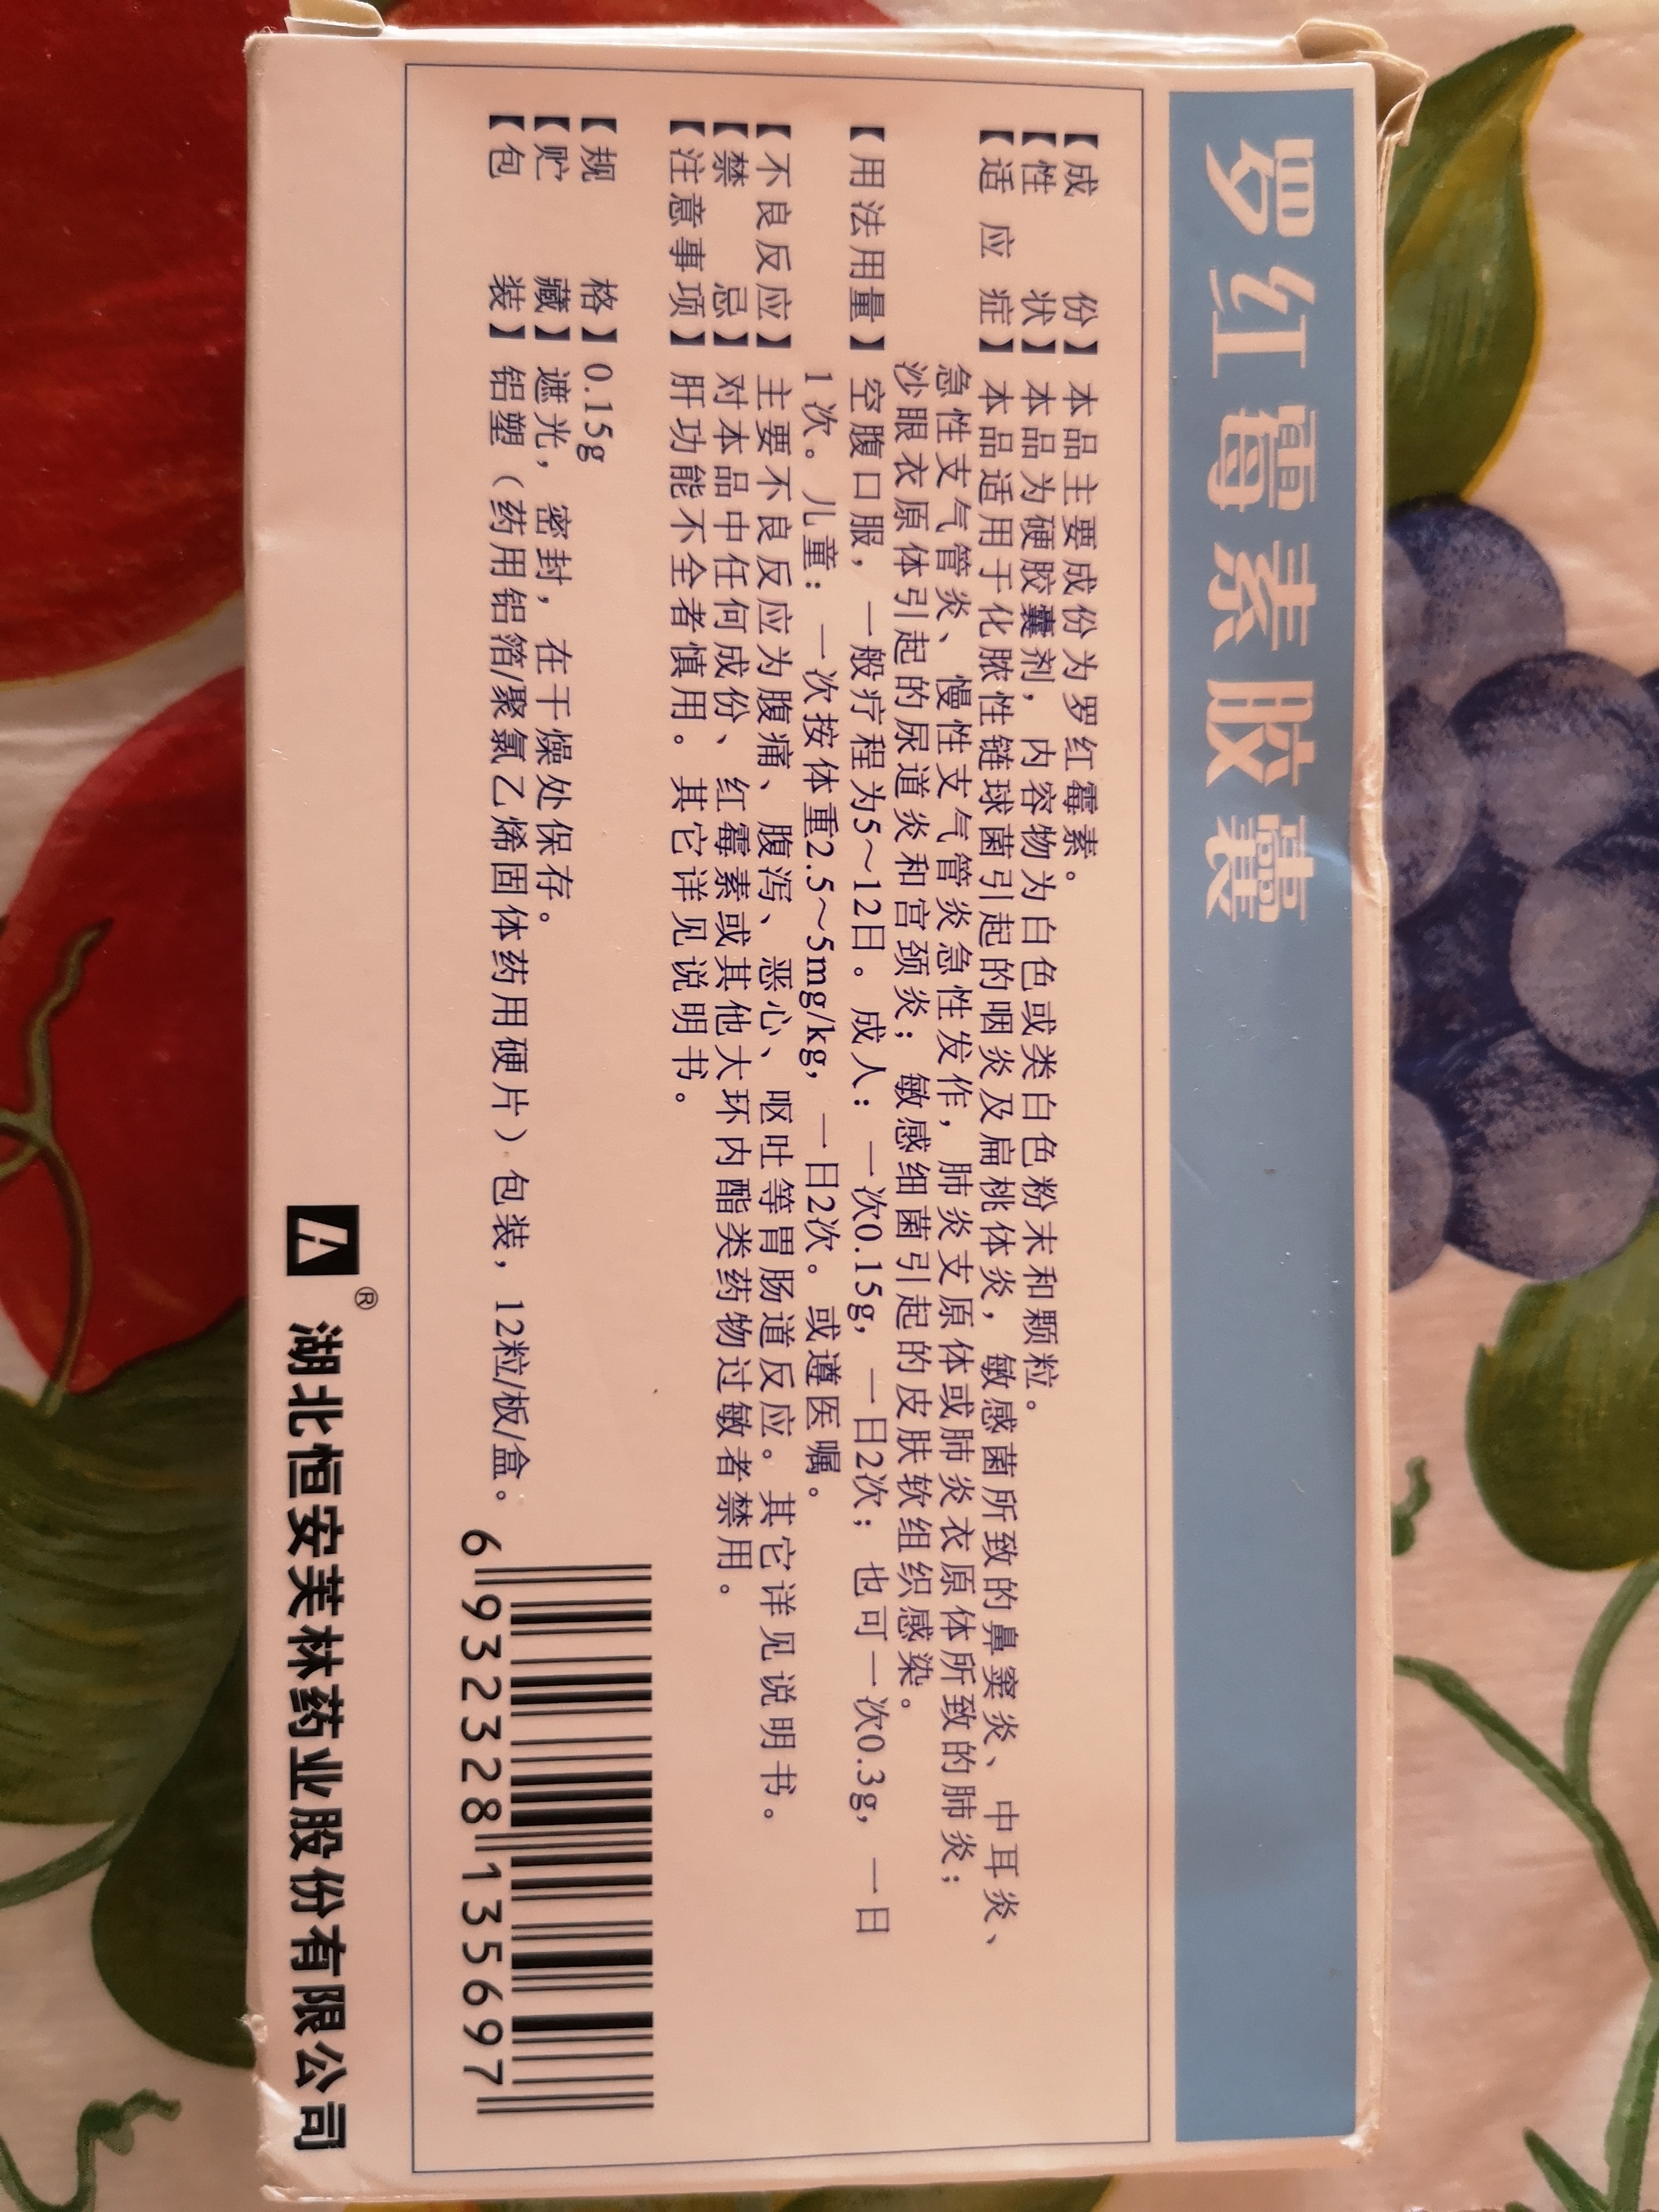 罗红霉素胶囊
【成份】本品主要成份为罗红霉素。
【性状】本品为硬胶囊剂，内容物为白色或类白色粉末和颗粒。
【适应症】本品适用于化脓性链球菌引起的咽炎及扁桃体炎，敏感菌所致的鼻窦炎、中耳炎、
急性支气管炎、慢性支气管炎急性发作，肺炎支原体或肺炎衣原体所致的肺炎；
沙眼衣原体引起的尿道炎和宫颈炎；敏感细菌引起的皮肤软组织感染。
【用法用量】空腹口服，一般疗程为5～12日。成人：一次0.15g，一日2次；也可一次0.3g，一日
1次。儿童：一次按体重2.5～5mg/kg，一日2次。或遵医嘱。
【不良反应】主要不良反应为腹痛、腹泻、恶心、呕吐等胃肠道反应。其它详见说明书。
【禁忌】对本品中任何成份、红霉素或其他大环内酯类药物过敏者禁用。
【注意事项】肝功能不全者慎用。其它详见说明书。
【规格】0.15g
【贮藏】遮光，密封，在干燥处保存。
【包装】铝塑（药用铝箔/聚氯乙烯固体药用硬片）包装，12粒/板/盒。
6 932328 135697
® 湖北恒安芙林药业股份有限公司